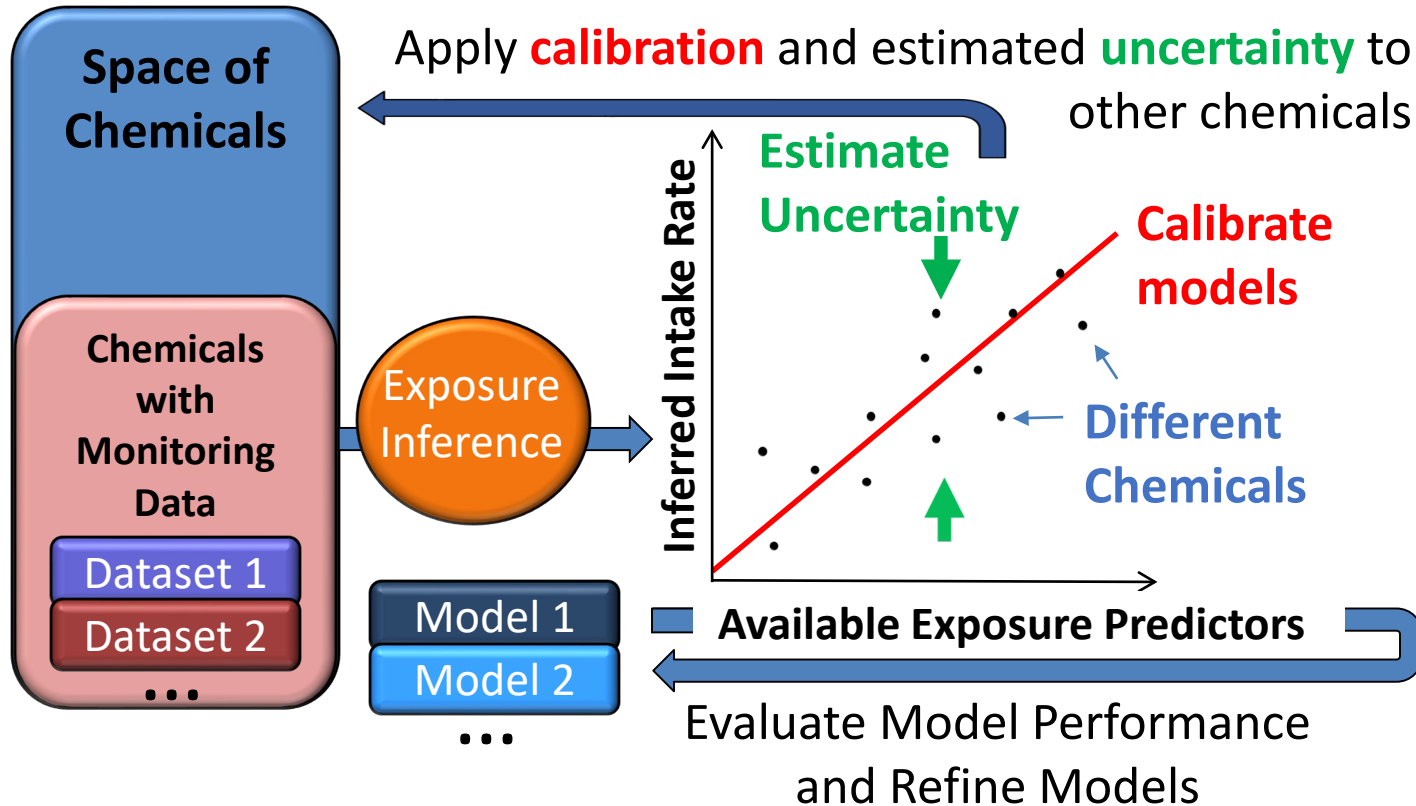 Space of
Chemicals
Apply calibration and estimated uncertainty to
other chemicals
Chemicals
with
Monitoring
Data
Dataset 1
Dataset 2
...
Exposure
Inference
Model 1
Model 2
...
Inferred Intake Rate
Estimate
Uncertainty
Calibrate
models
Different
Chemicals
Available Exposure Predictors
Evaluate Model Performance
and Refine Models